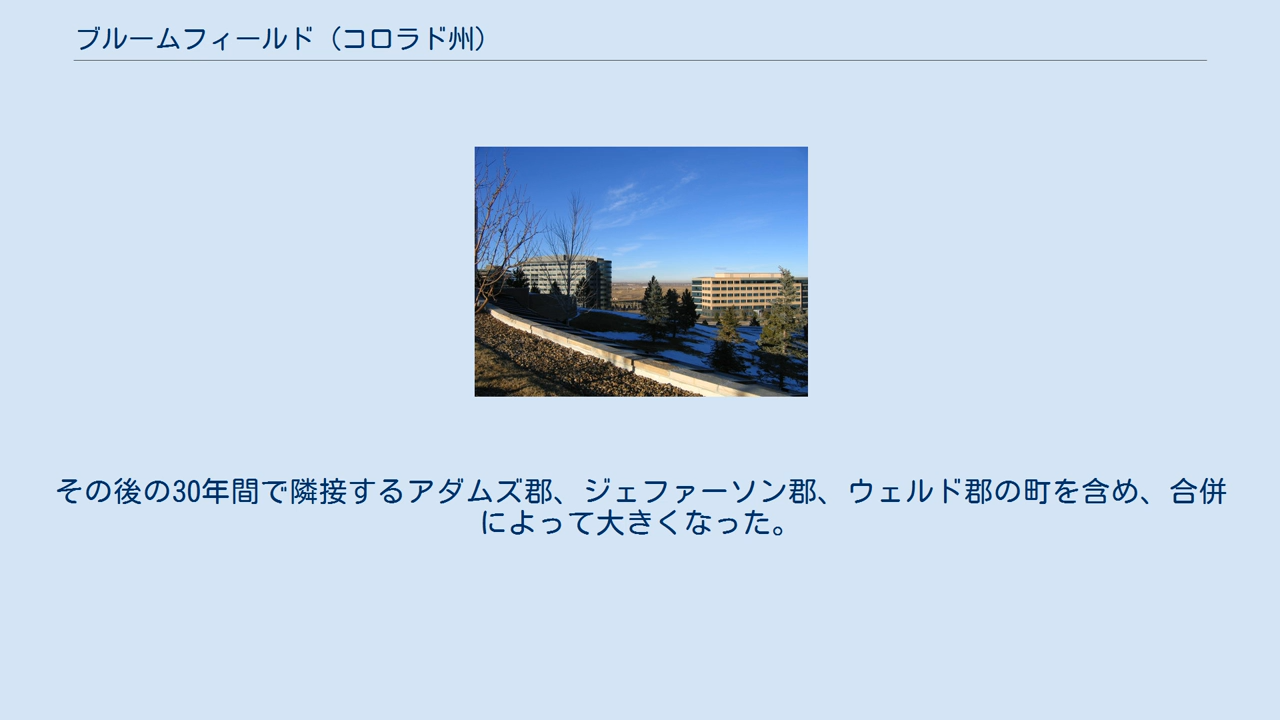 ブルームフィールド（コロラド州）
その後の30年間で隣接するアダムズ郡、ジェファーソン郡、ウェルド郡の町を含め、合併
によって大きくなった。